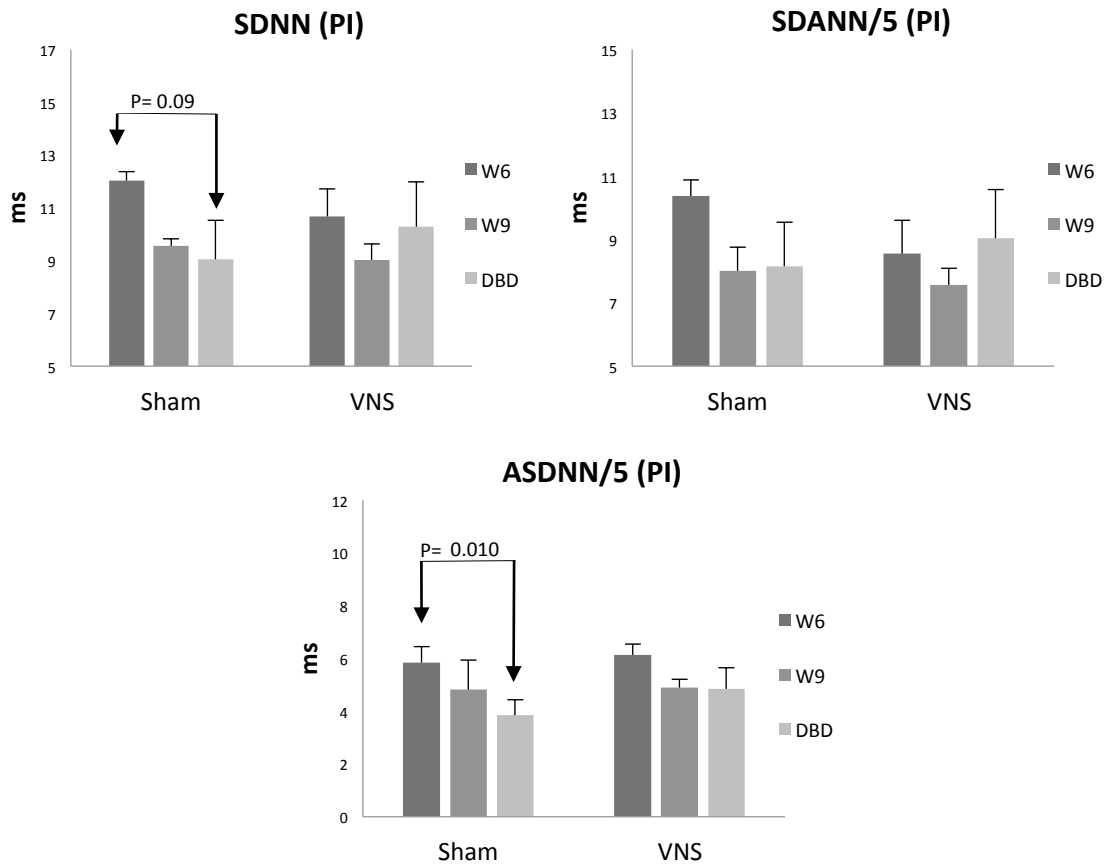 SDNN (PI)
17
15
13
11
9
7
5
ms
P= 0.09
W6
W9
DBD
Sham
VNS
SDANN/5 (PI)
15
13
11
9
7
5
ms
W6
W9
DBD
Sham
VNS
ASDNN/5 (PI)
12
10
8
6
4
2
0
ms
P= 0.010
W6
W9
DBD
Sham
VNS